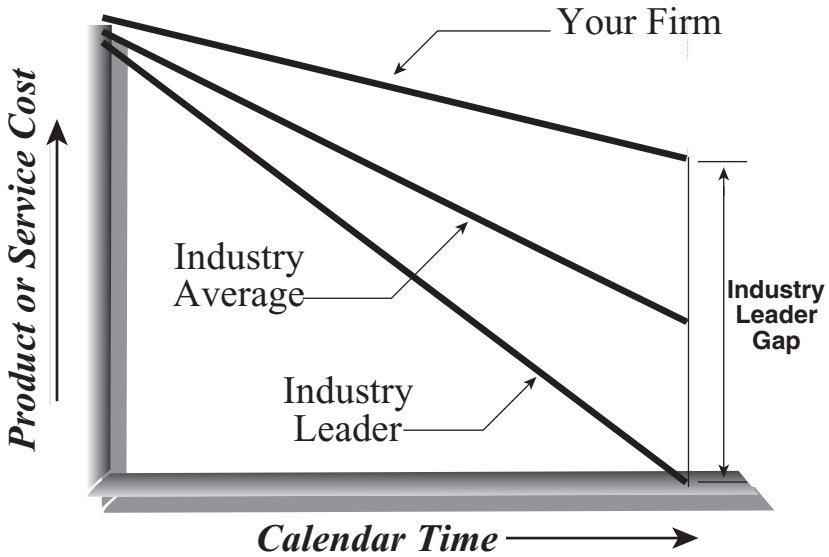 Your Firm
Product or Service Cost
Industry
Average
Industry
Leader
Gap
Industry
Leader
Calendar Time